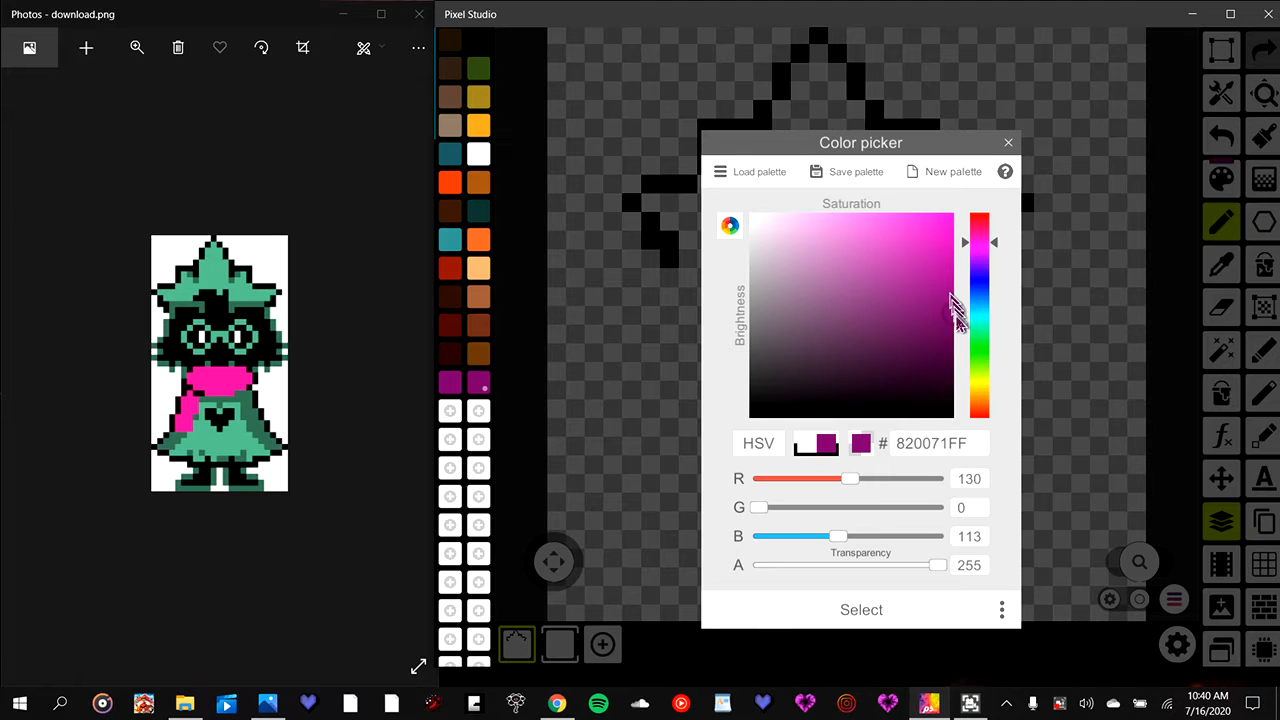 Photos - download.png
Pixel Studio
Color picker
Load palette
Save palette
New palette
?
Saturation
Brightness
HSV
# 820071FF
R 130
G 0
B 113
Transparency
A 255
Select
10:40 AM
7/16/2020